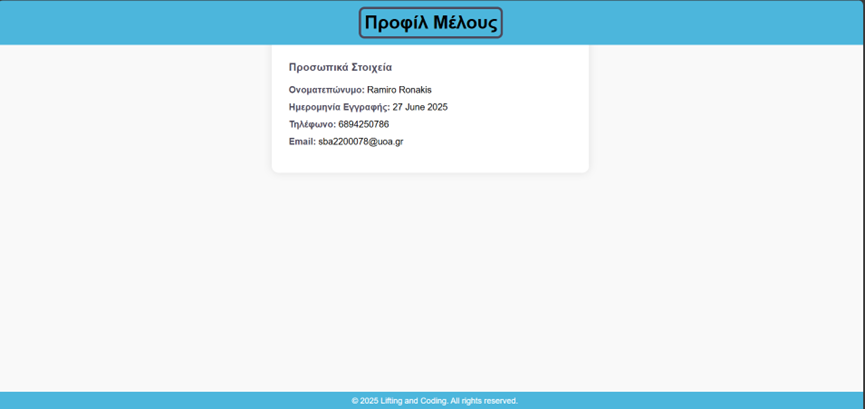 Προφίλ Μέλους
Προσωπικά Στοιχεία
Ονοματεπώνυμο: Ramiro Ronakis
Ημερομηνία Εγγραφής: 27 June 2025
Τηλέφωνο: 6894250786
Email: sba2200078@uoa.gr
© 2025 Lifting and Coding. All rights reserved.